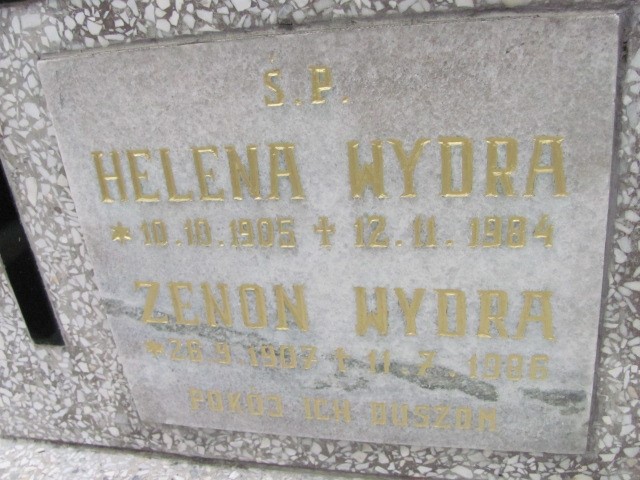 S.P.
HELENA WYDRA
* 10.10.1905 † 12.11.1984
ZENON WYDRA
* 26.9.1907 † 11.7.1986
POKÓJ ICH DUSZOM